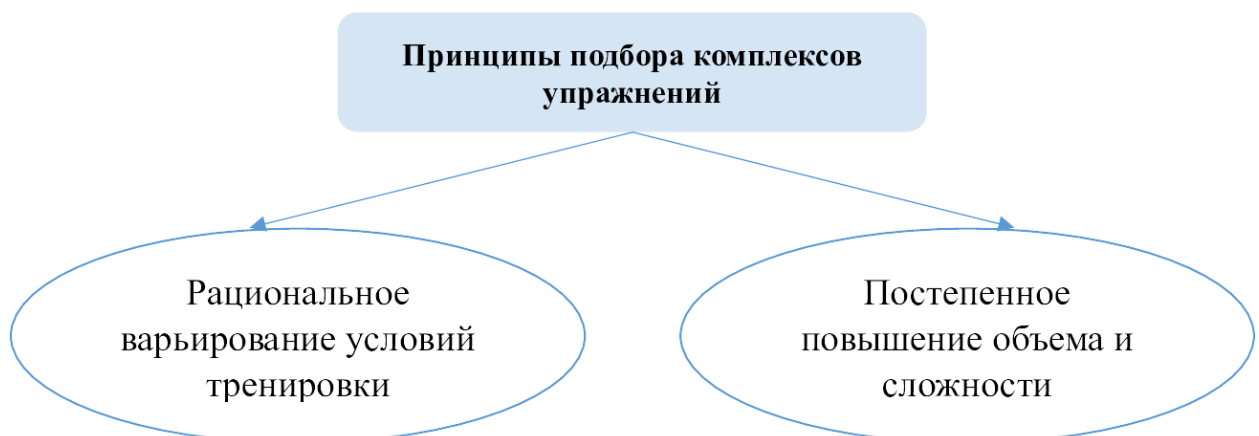 Принципы подбора комплексов
упражнений
Рациональное
варьирование условий
тренировки
Постепенное
повышение объема и
сложности